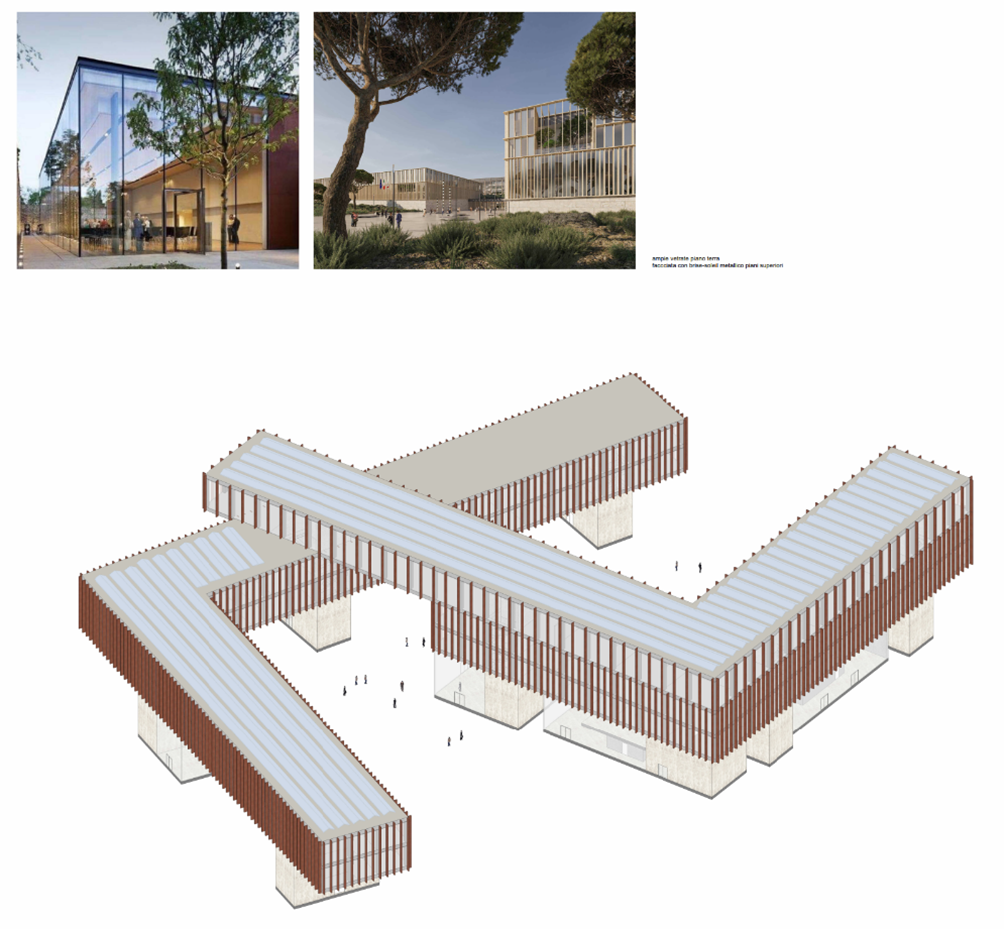 ampie vetrate piano terra
facciata con brise-soleil metallico piani superiori